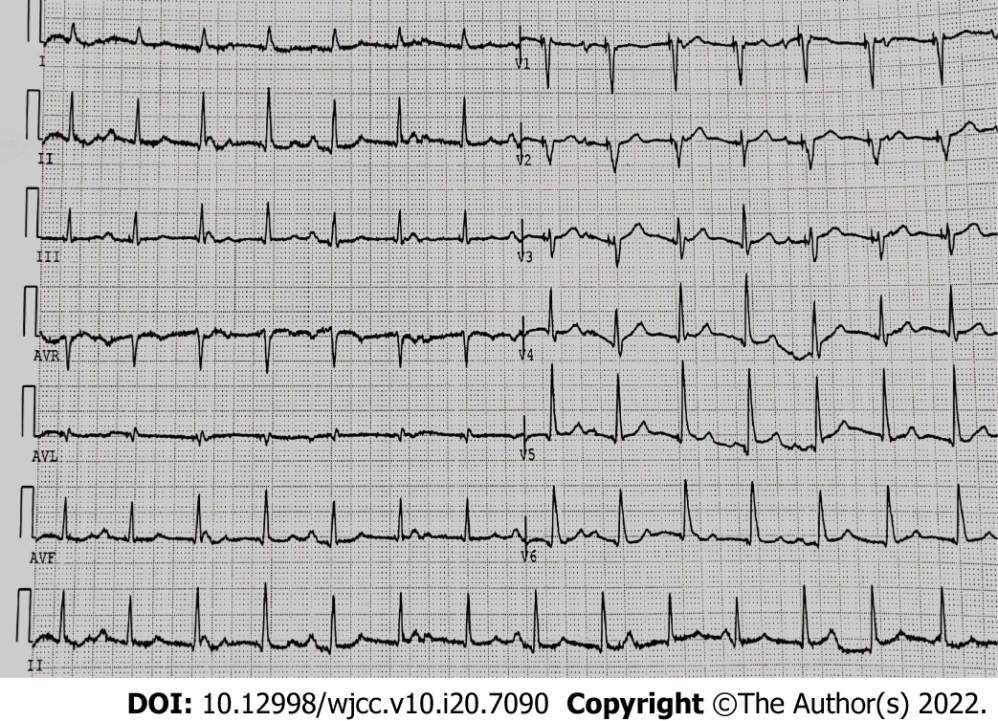 I
V1
II
V2
III
V3
AVR
V4
AVL
V5
AVF
V6
II
DOI: 10.12998/wjcc.v10.i20.7090 Copyright ©The Author(s) 2022.